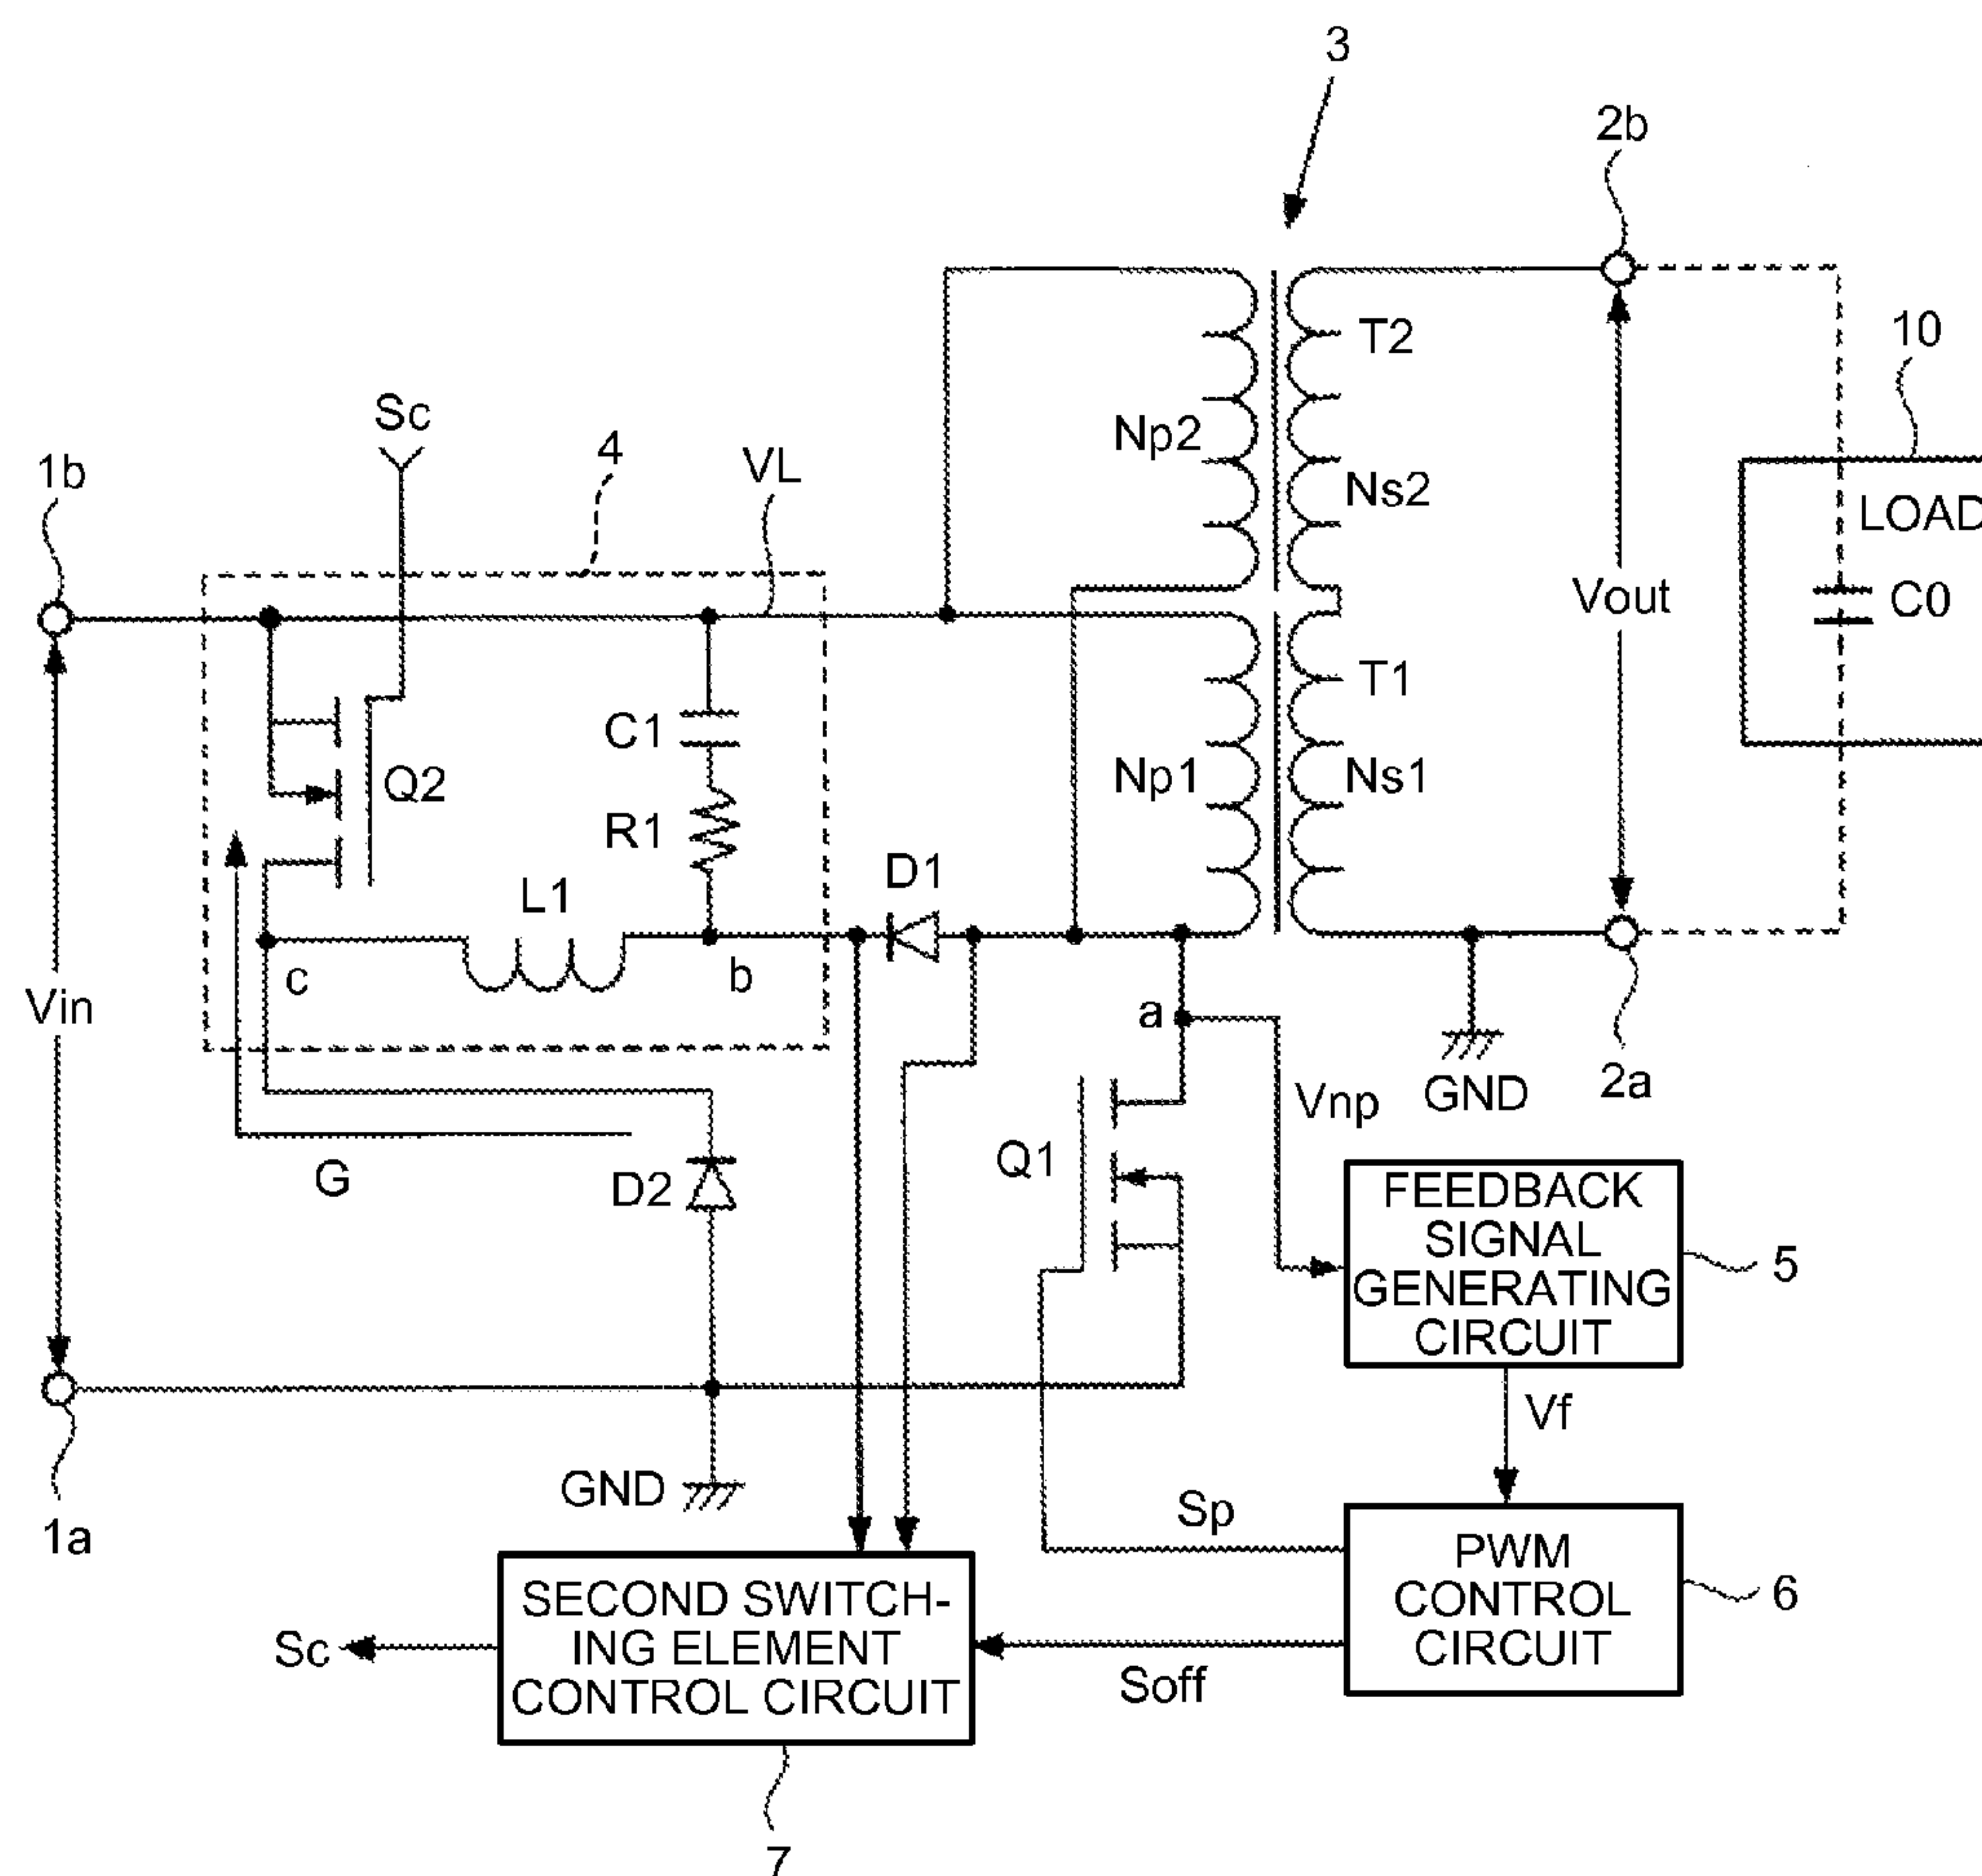 3
2b
T2
10
Sc
4
1b
VL
Np2
Ns2
LOAD
Vout
C0
C1
T1
Q2
Np1
Ns1
R1
D1
L1
c
b
a
Vin
GND
2a
Vnp
Q1
G
D2
FEEDBACK
SIGNAL
GENERATING
CIRCUIT
5
Vf
GND
Sp
1a
PWM
CONTROL
CIRCUIT
6
SECOND SWITCH-
ING ELEMENT
CONTROL CIRCUIT
Sc
Soff
7